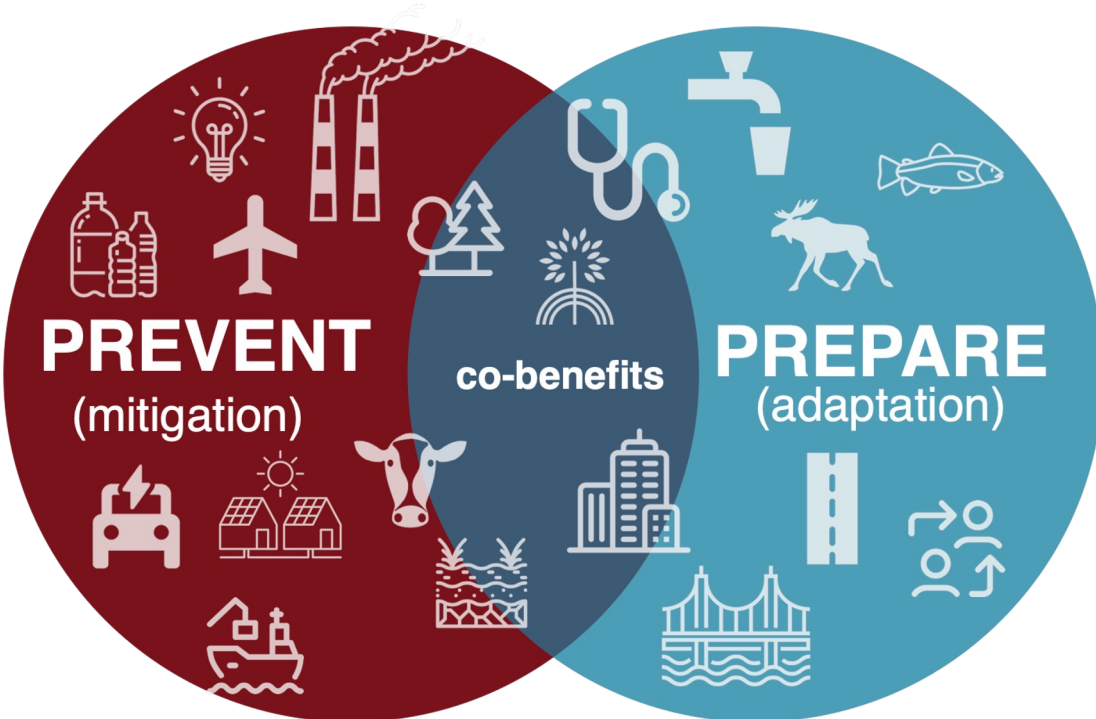 PREVENT
(mitigation)
co-benefits
PREPARE
(adaptation)